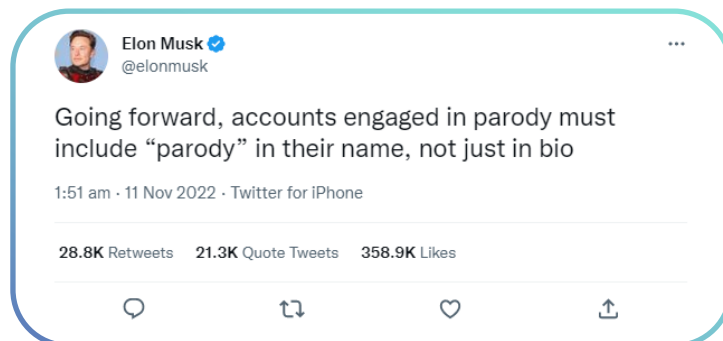 Elon Musk
@elonmusk
Going forward, accounts engaged in parody must
include “parody” in their name, not just in bio
1:51 am · 11 Nov 2022 · Twitter for iPhone
28.8K Retweets 21.3K Quote Tweets 358.9K Likes